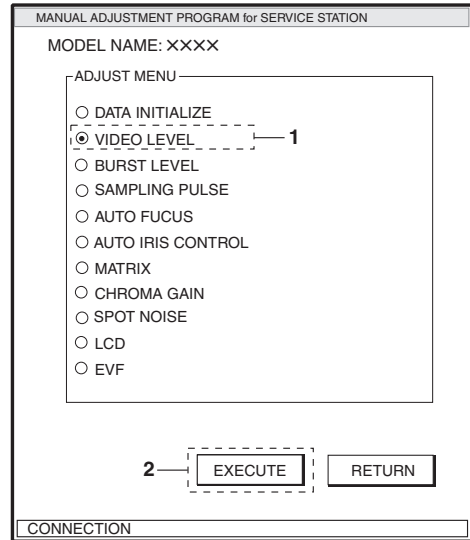 MANUAL ADJUSTMENT PROGRAM for SERVICE STATION
MODEL NAME: XXXX
ADJUST MENU
DATA INITIALIZE
VIDEO LEVEL
1
BURST LEVEL
SAMPLING PULSE
AUTO FUCUS
AUTO IRIS CONTROL
MATRIX
CHROMA GAIN
SPOT NOISE
LCD
EVF
2
EXECUTE
RETURN
CONNECTION